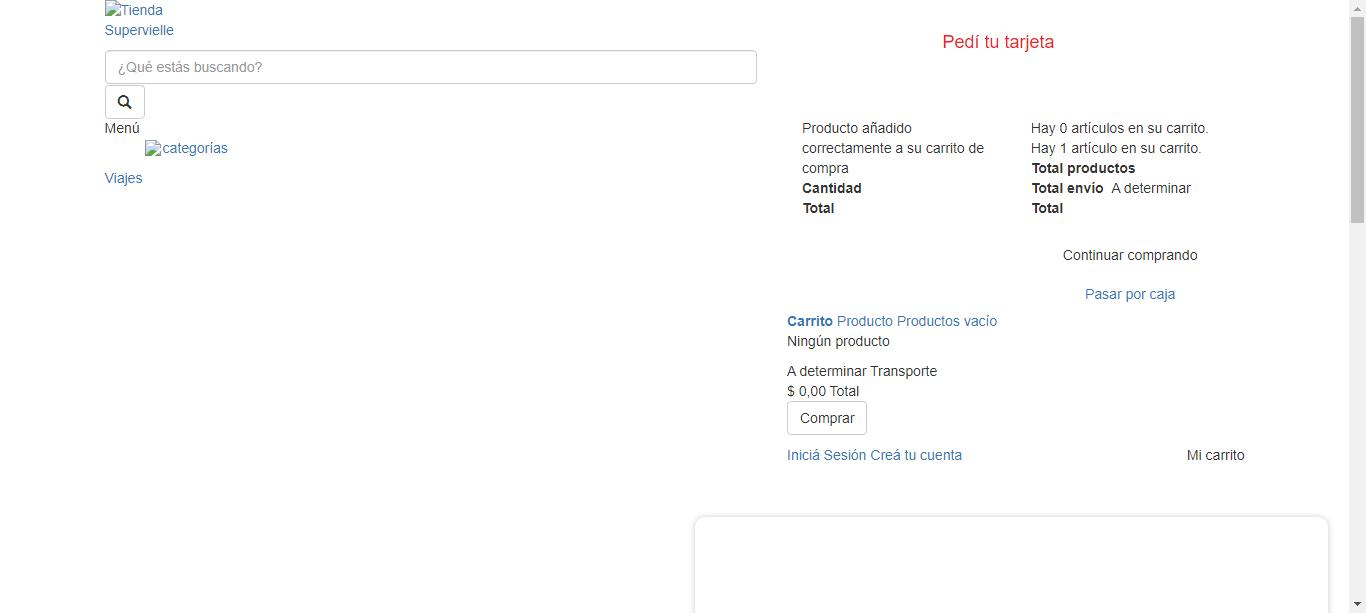 Tienda
Supervielle
Pedí tu tarjeta
¿Qué estás buscando?
Menú
categorías
Viajes
Producto añadido
correctamente a su carrito de
compra
Cantidad
Total
Hay 0 artículos en su carrito.
Hay 1 artículo en su carrito.
Total productos
Total envío A determinar
Total
Continuar comprando
Pasar por caja
Carrito Producto Productos vacío
Ningún producto
A determinar Transporte
$ 0,00 Total
Comprar
Iniciá Sesión Creá tu cuenta
Mi carrito